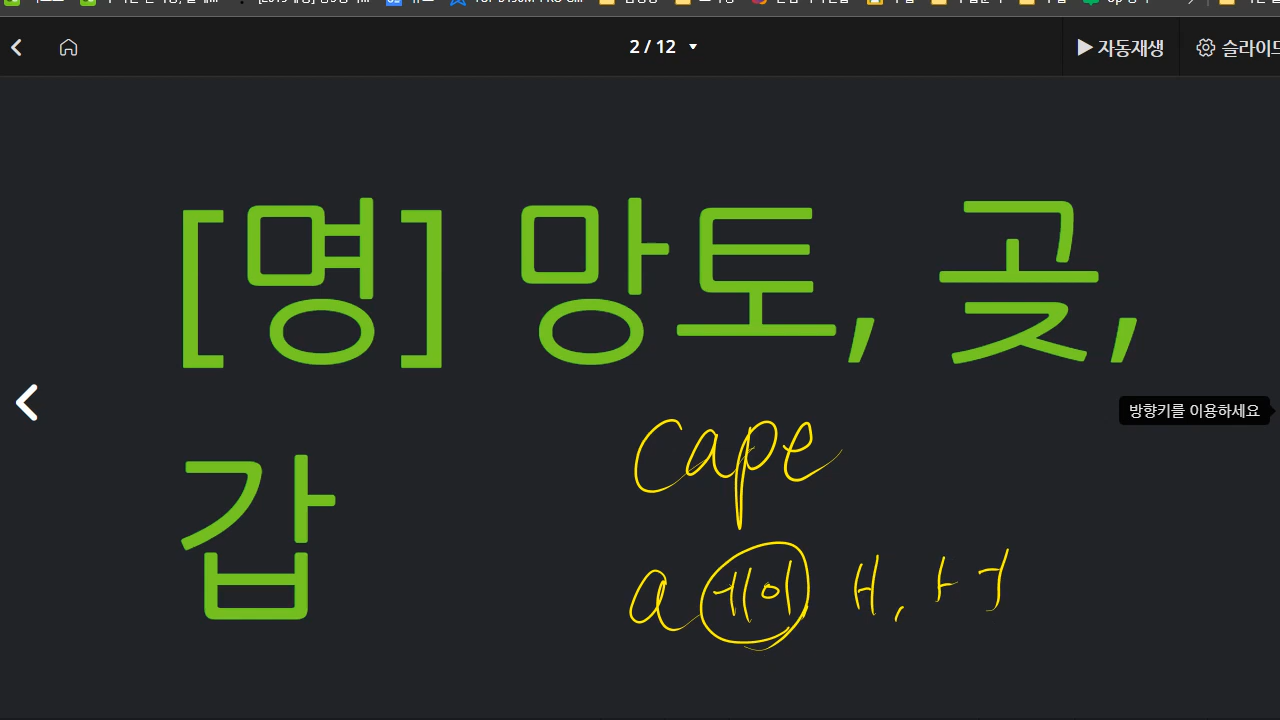 2 / 12
자동재생
슬라이드
[명] 망토, 곶,
방향키를 이용하세요
갑
cape
a ㅔ이 ㅐ, ㅏ